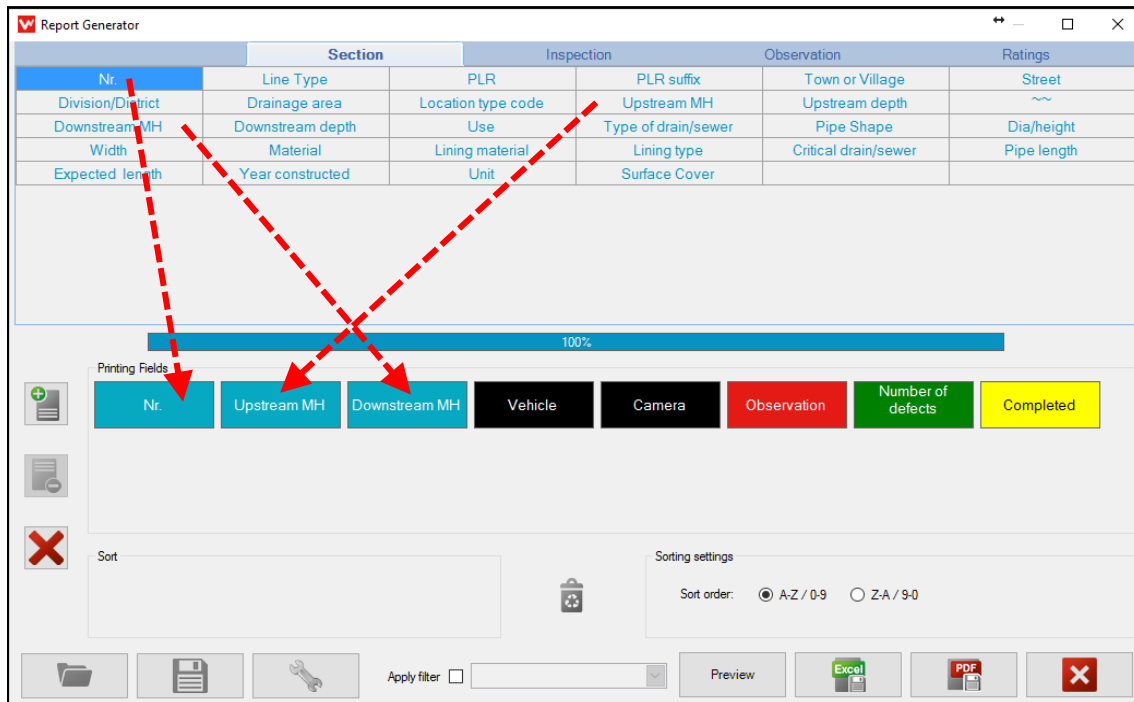 Report Generator
Section Inspection Observation Ratings
Nr. Line Type PLR PLR suffix Town or Village Street
Division/District Drainage area Location type code Upstream MH Upstream depth ~~
Downstream MH Downstream depth Use Type of drain/sewer Pipe Shape Dia/height
Width Material Lining material Lining type Critical drain/sewer Pipe length
Expected length Year constructed Unit Surface Cover
100%
Printing Fields
Nr. Upstream MH Downstream MH Vehicle Camera Observation Number of defects Completed
Sort
Sorting settings
Sort order: A-Z / 0-9 Z-A / 9-0
Apply filter Preview Excel PDF